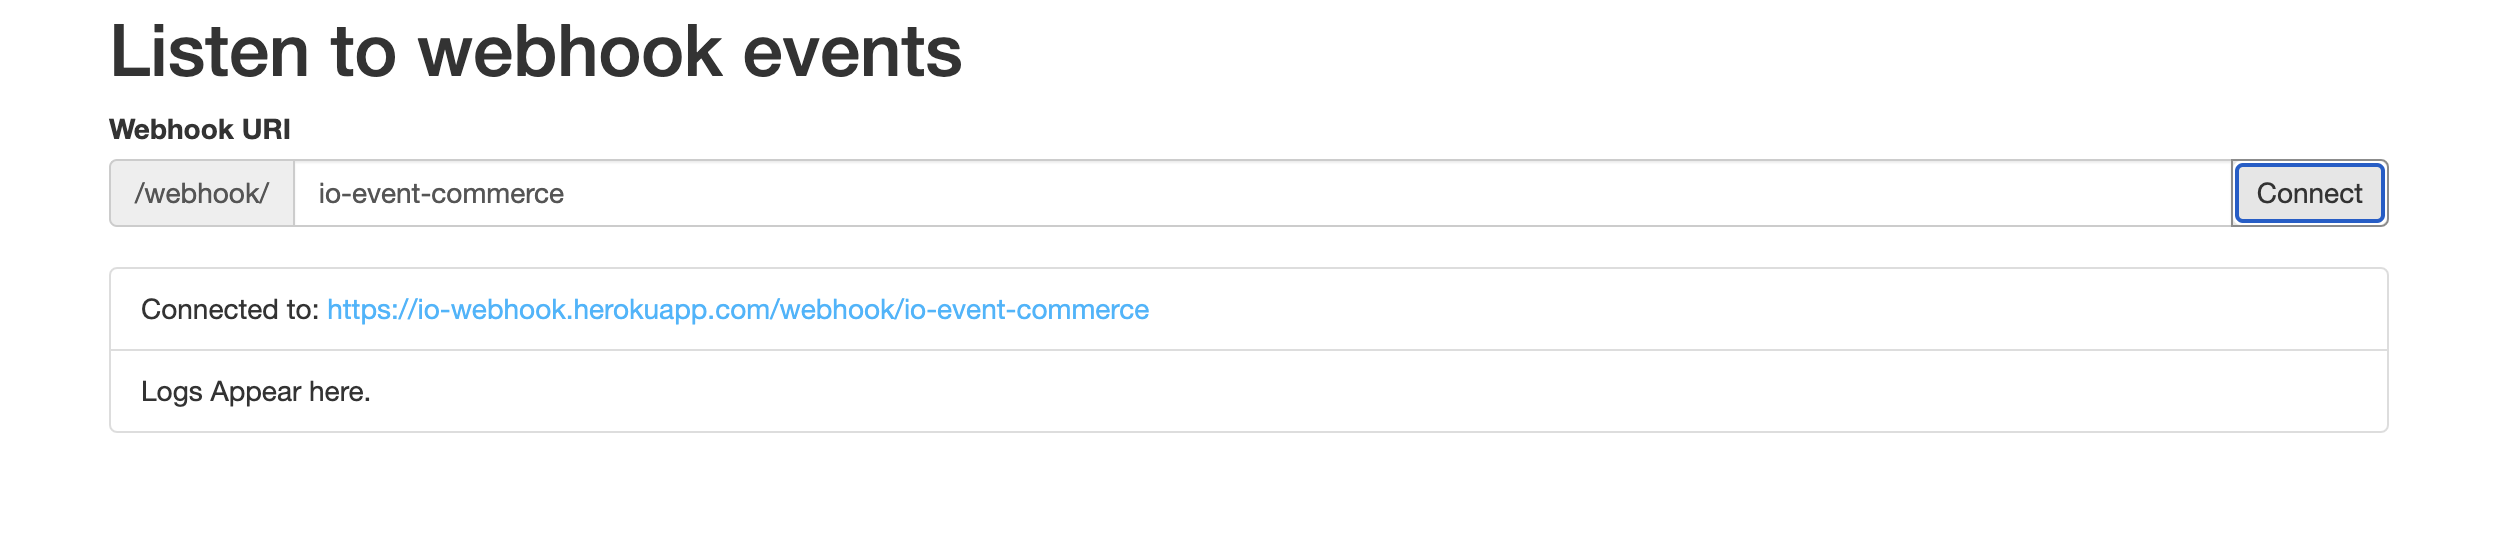 Listen to webhook events
Webhook URI
/webhook/ io-event-commerce Connect
Connected to: https://io-webhook.herokuapp.com/webhook/io-event-commerce
Logs Appear here.